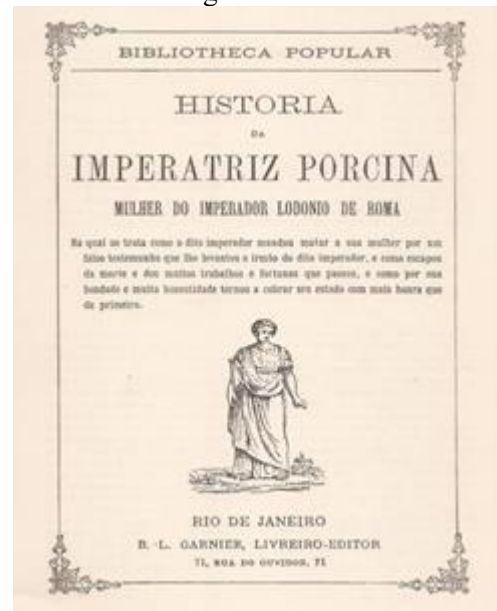 BIBLIOTHECA POPULAR
HISTORIA
DA
IMPERATRIZ PORCINA
MULHER DO IMPERADOR LODONIO DE ROMA
Na qual se trata como o dito imperador mandou matar a sua mulher por um
falso testemunho que lhe levantou o irmão do dito imperador, e como escapou
da morte e dos muitos trabalhos e fortunas que passou, e como por sua
bondade e muita honestidade tornou a cobrar seu estado com mais honra que
de primeiro.
RIO DE JANEIRO
B.-L. GARNIER, LIVREIRO-EDITOR
71, RUA DO OUVIDOR, 71